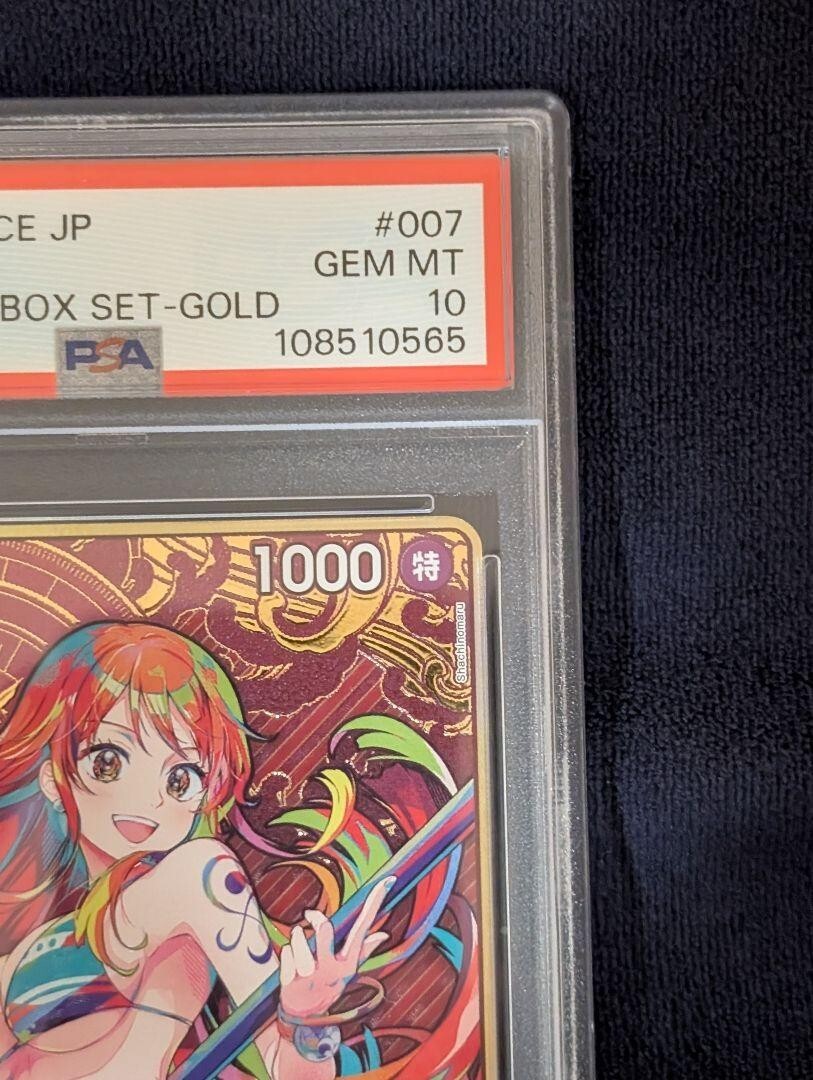 CE JP
#007
GEM MT
BOX SET-GOLD
10
PSA
108510565
1000 特
Shachinomaru